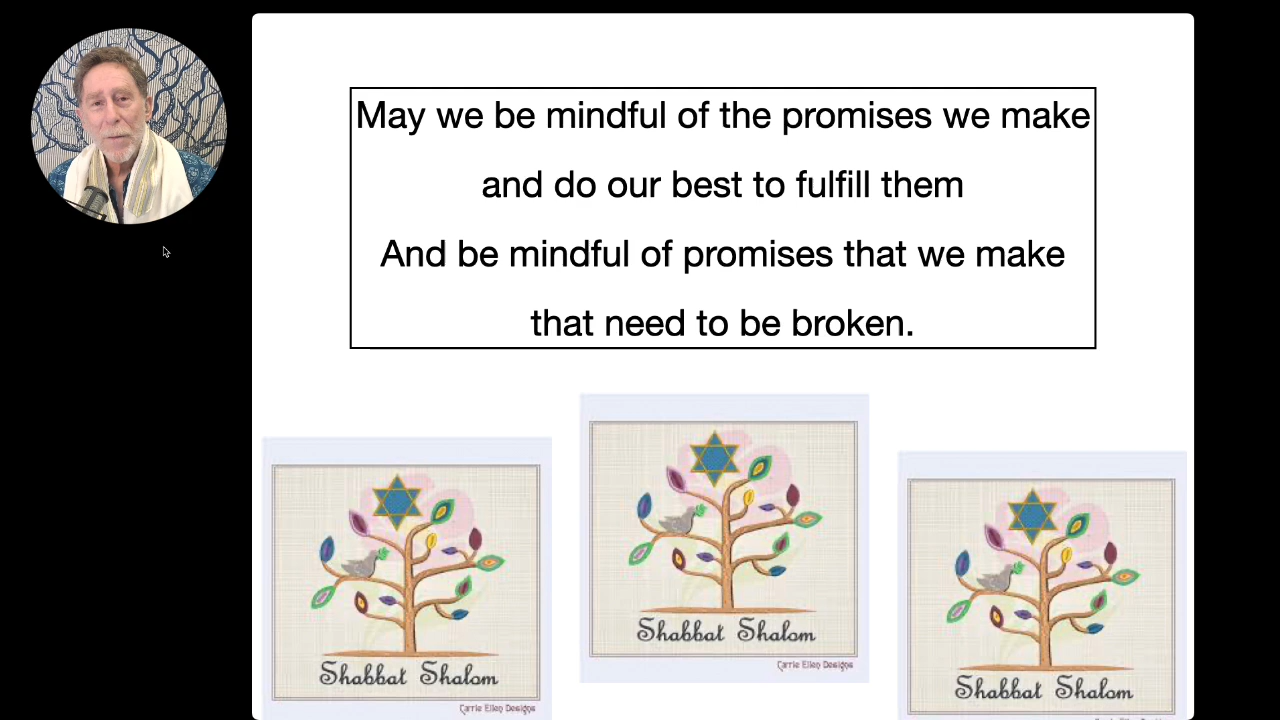 May we be mindful of the promises we make
and do our best to fulfill them
And be mindful of promises that we make
that need to be broken.
Shabbat Shalom
Carrie Ellen Designs
Shabbat Shalom
Carrie Ellen Designs
Shabbat Shalom